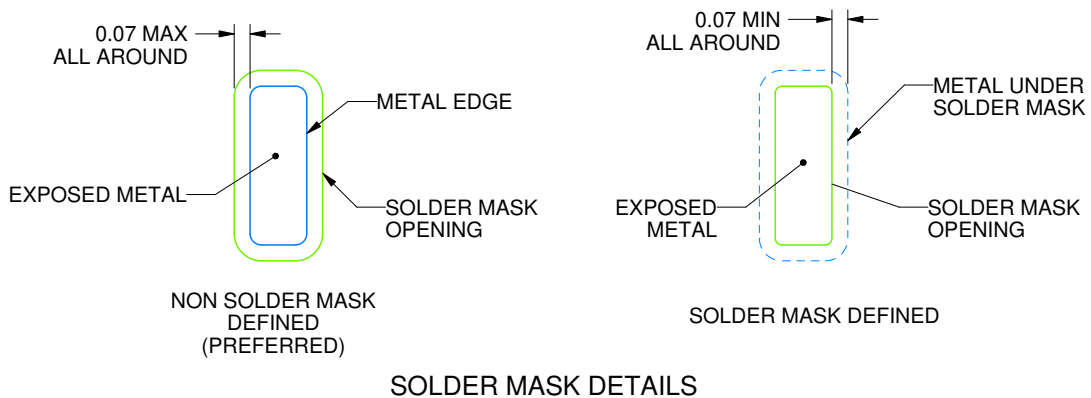 0.07 MAX
ALL AROUND
METAL EDGE
EXPOSED METAL
SOLDER MASK
OPENING
NON SOLDER MASK
DEFINED
(PREFERRED)
0.07 MIN
ALL AROUND
METAL UNDER
SOLDER MASK
EXPOSED
METAL
SOLDER MASK
OPENING
SOLDER MASK DEFINED
SOLDER MASK DETAILS